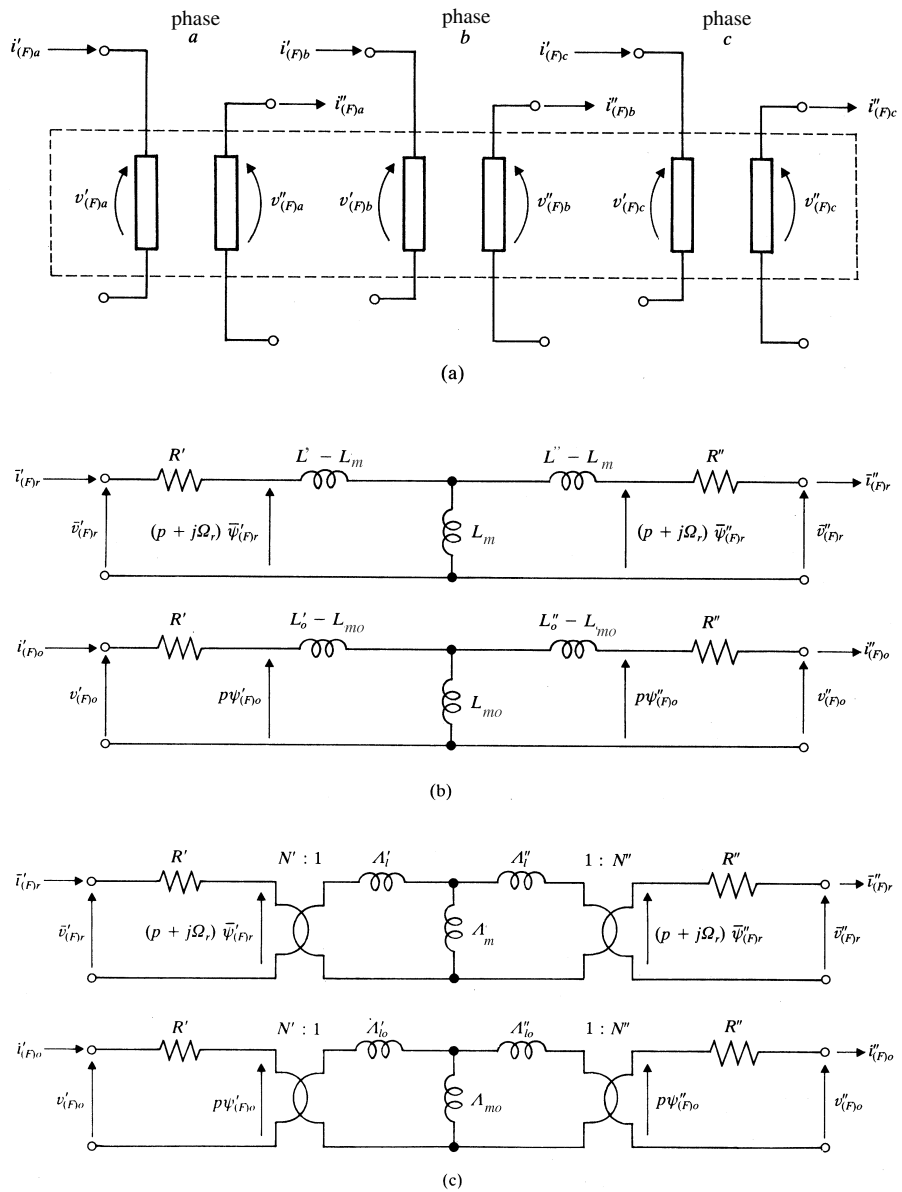 phase phase phase
a b c
i′(F)a i′(F)b i′(F)c
i″(F)a i″(F)b i″(F)c
v′(F)a v″(F)a v′(F)b v″(F)b v′(F)c v″(F)c
(a)
R′ L’ − Lm L’’ − Lm R″
ī′(F)r ī″(F)r
v̄′(F)r (p + jΩr) ψ̄′(F)r Lm (p + jΩr) ψ̄″(F)r v̄″(F)r
R′ L′o − Lmo L″o − Lmo R″
i′(F)o i″(F)o
v′(F)o pψ′(F)o Lmo pψ″(F)o v″(F)o
(b)
R′ N′ : 1 Λ′l Λ″l 1 : N″ R″
ī′(F)r ī″(F)r
v̄′(F)r (p + jΩr) ψ̄′(F)r Λm (p + jΩr) ψ̄″(F)r v̄″(F)r
R′ N′ : 1 Λ′lo Λ″lo 1 : N″ R″
i′(F)o i″(F)o
v′(F)o pψ′(F)o Λmo pψ″(F)o v″(F)o
(c)